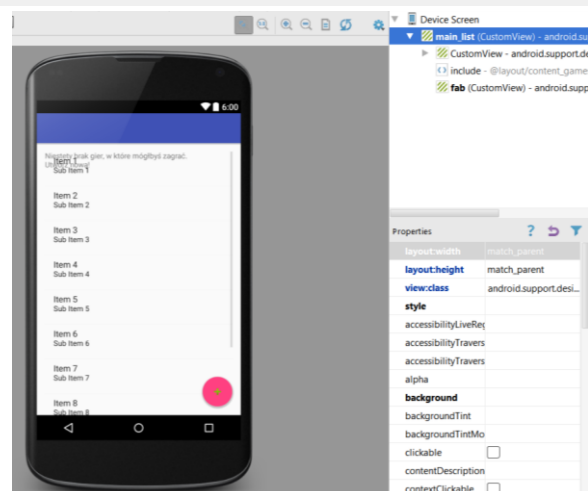 6:00
Niestety brak gier, w które mógłbyś zagrać.
Item 1
Sub Item 1
Item 2
Sub Item 2
Item 3
Sub Item 3
Item 4
Sub Item 4
Item 5
Sub Item 5
Item 6
Sub Item 6
Item 7
Sub Item 7
Item 8
Sub Item 8
Device Screen
main_list (CustomView) - android.su
CustomView - android.support.de
include - @layout/content_game
fab (CustomView) - android.supp
Properties
?
layout:width match_parent
layout:height match_parent
view:class android.support.desi...
style
accessibilityLiveReg
accessibilityTravers
accessibilityTravers
alpha
background
backgroundTint
backgroundTintMo
clickable
contentDescription
contextClickable